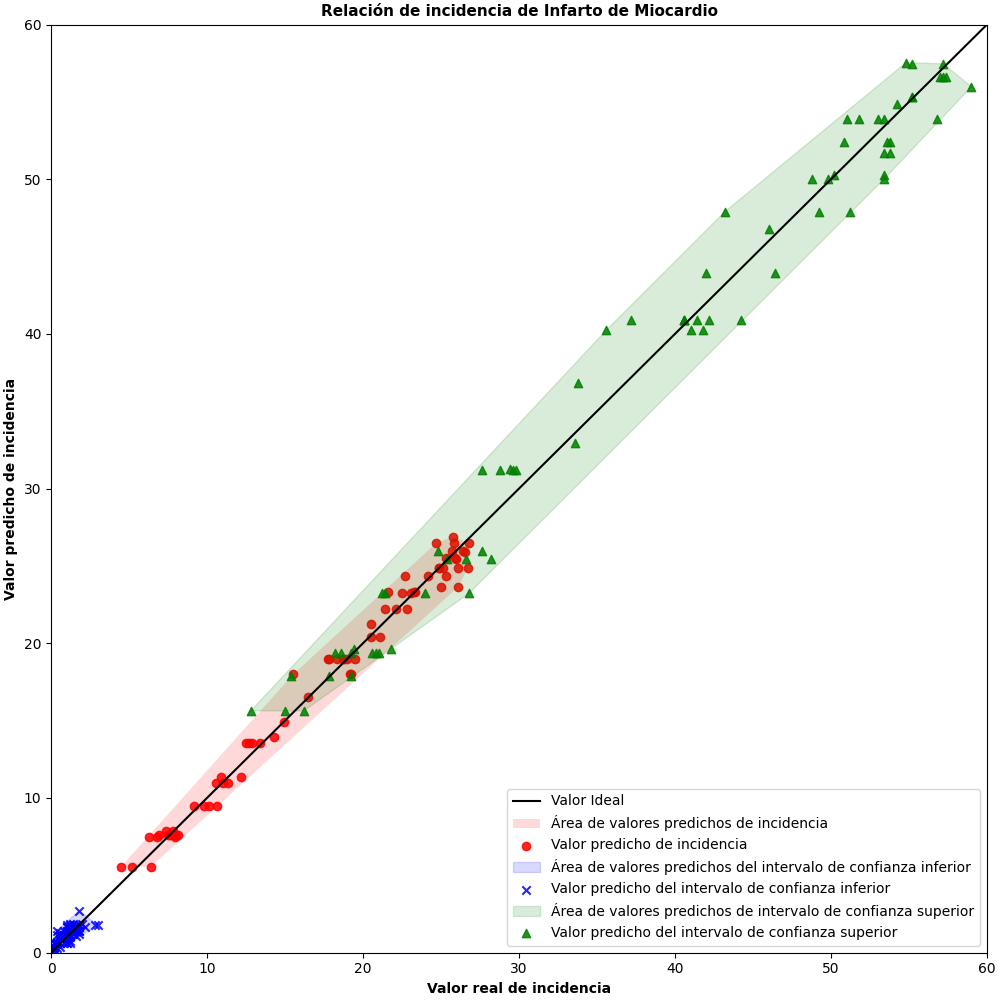 Relación de incidencia de Infarto de Miocardio
60
50
40
30
20
10
0
Valor predicho de incidencia
Valor Ideal
Área de valores predichos de incidencia
Valor predicho de incidencia
Área de valores predichos del intervalo de confianza inferior
Valor predicho del intervalo de confianza inferior
Área de valores predichos de intervalo de confianza superior
Valor predicho del intervalo de confianza superior
0 10 20 30 40 50 60
Valor real de incidencia